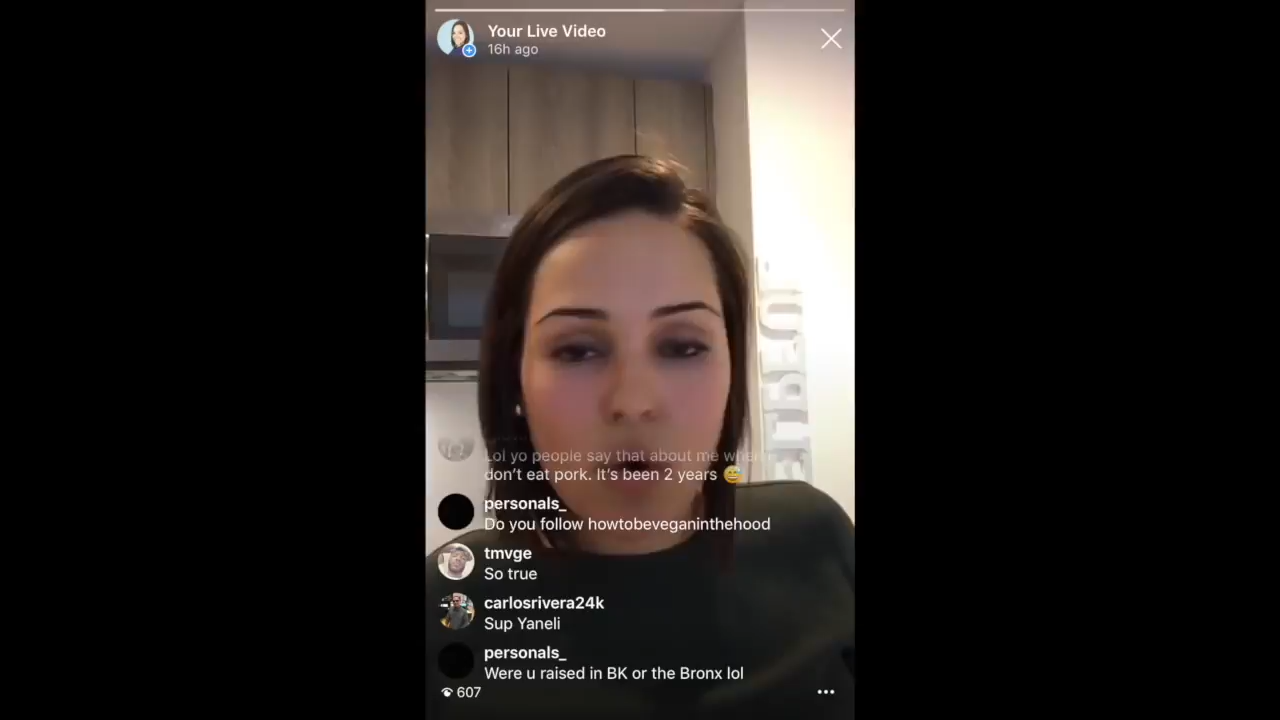 Your Live Video
16h ago
Lol yo people say that about me when
don’t eat pork. It’s been 2 years 😅
personals_
Do you follow howtobeveganinthehood
tmvge
So true
carlosrivera24k
Sup Yaneli
personals_
Were u raised in BK or the Bronx lol
607